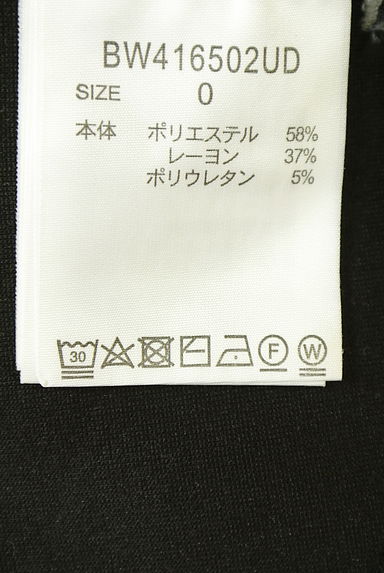 BW416502UD
SIZE 0
本体 ポリエステル 58%
レーヨン 37%
ポリウレタン 5%
30 F W